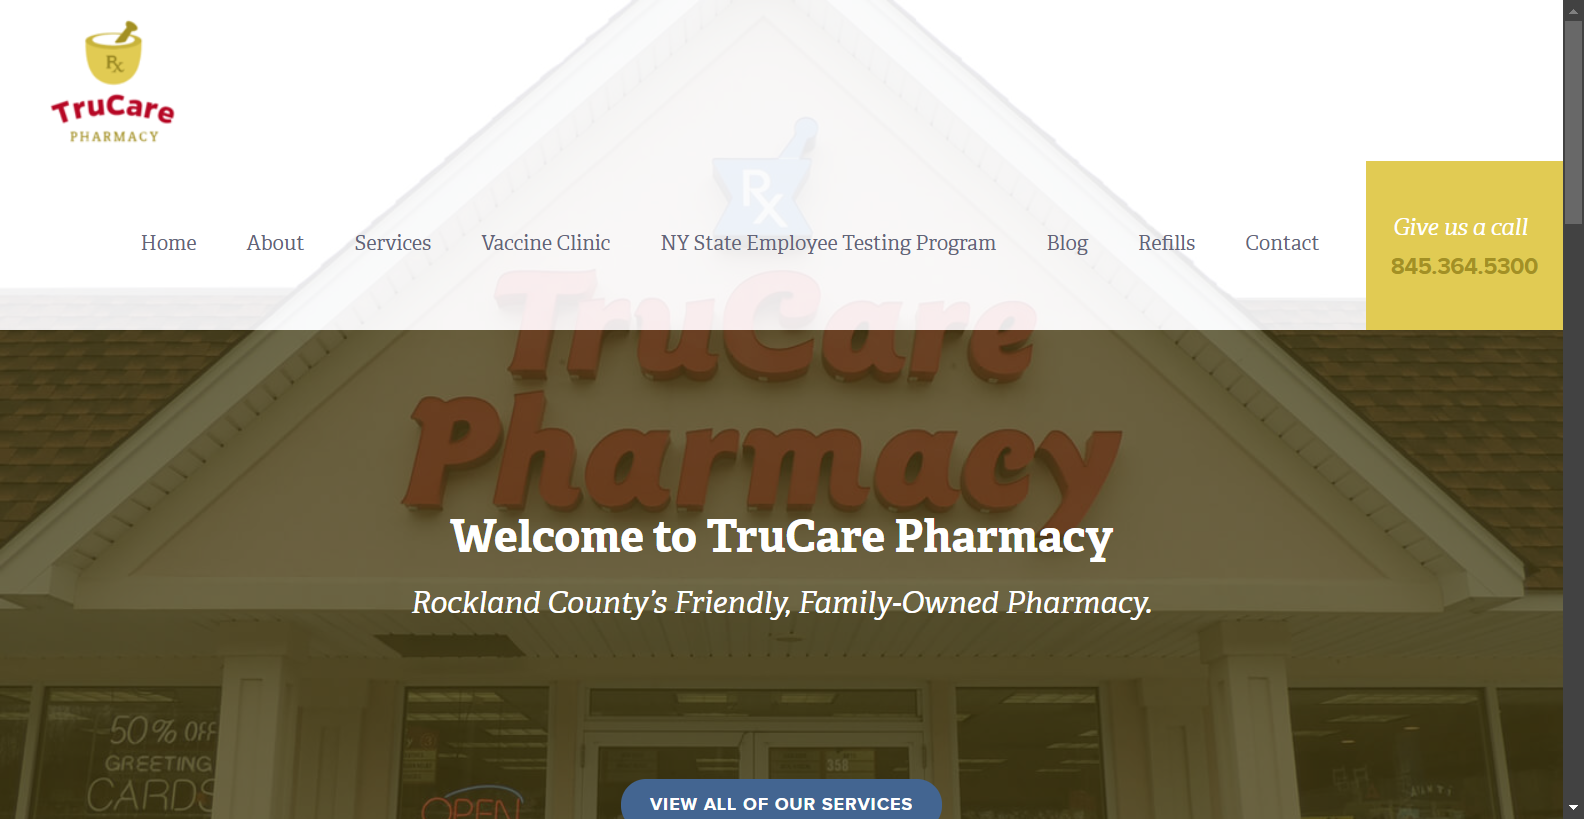 Rx
TruCare
PHARMACY
Rx
Home
About
Services
Vaccine Clinic
NY State Employee Testing Program
Blog
Refills
Contact
Give us a call
845.364.5300
TruCare
Pharmacy
Welcome to TruCare Pharmacy
Rockland County’s Friendly, Family-Owned Pharmacy.
50% OFF
GREETING
CARDS
OPEN
358
VIEW ALL OF OUR SERVICES